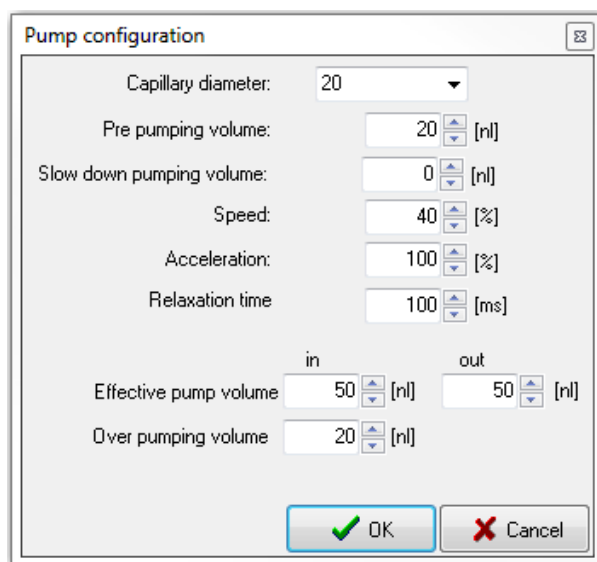 Pump configuration
Capillary diameter: 20
Pre pumping volume: 20 [nl]
Slow down pumping volume: 0 [nl]
Speed: 40 [%]
Acceleration: 100 [%]
Relaxation time 100 [ms]
in out
Effective pump volume 50 [nl] 50 [nl]
Over pumping volume 20 [nl]
OK Cancel